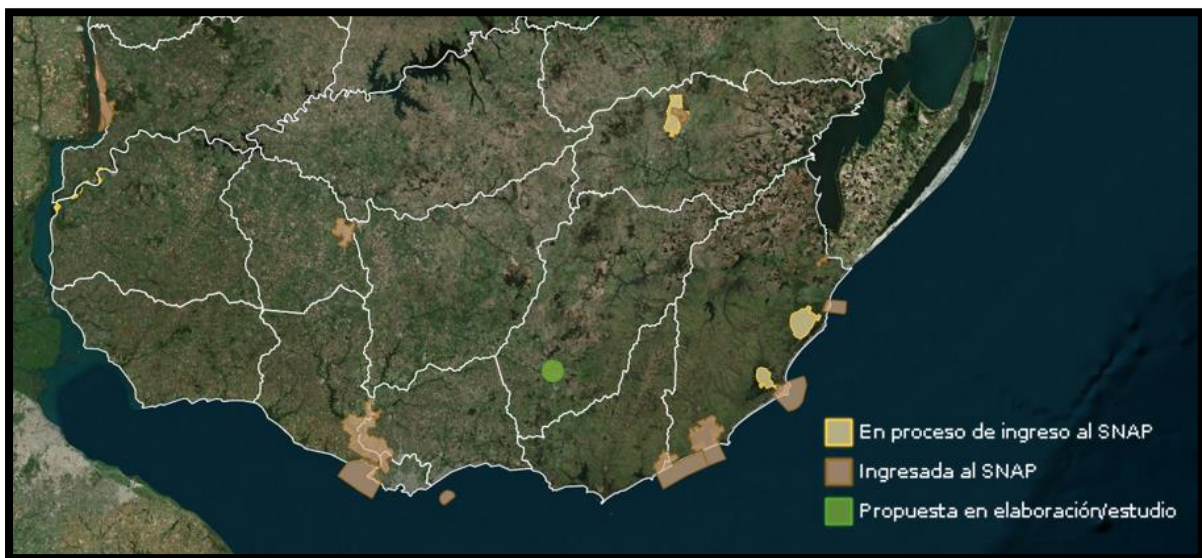 En proceso de ingreso al SNAP
Ingresada al SNAP
Propuesta en elaboración/estudio